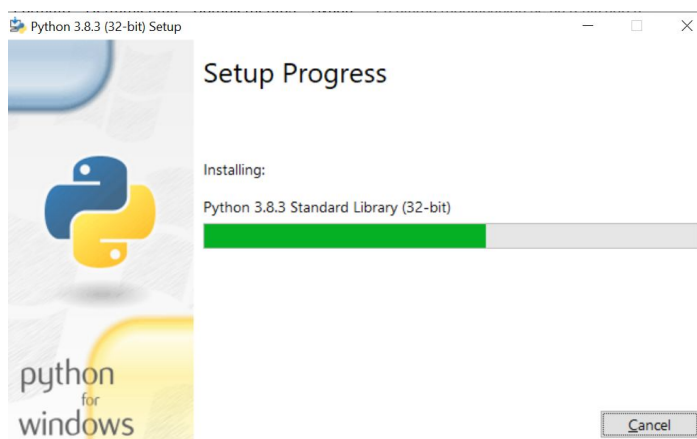 Python 3.8.3 (32-bit) Setup
Setup Progress
Installing:
Python 3.8.3 Standard Library (32-bit)
python
for
windows
Cancel